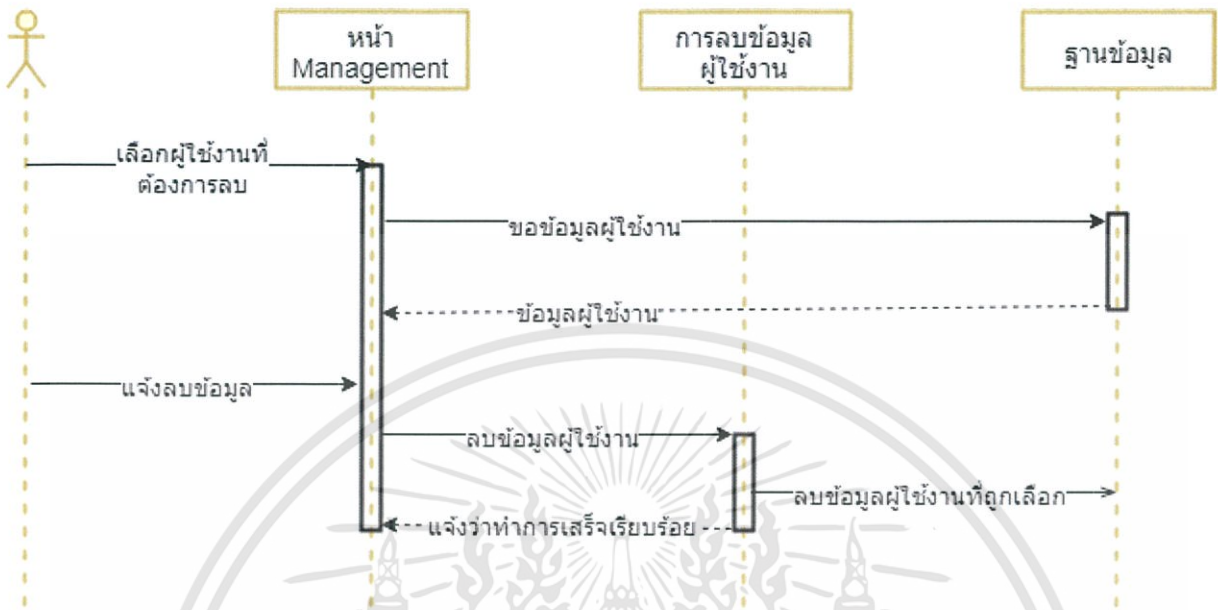 หน้า
Management
การลบข้อมูล
ผู้ใช้งาน
ฐานข้อมูล
เลือกผู้ใช้งานที่
ต้องการลบ
ขอข้อมูลผู้ใช้งาน
ข้อมูลผู้ใช้งาน
แจ้งลบข้อมูล
ลบข้อมูลผู้ใช้งาน
ลบข้อมูลผู้ใช้งานที่ถูกเลือก
แจ้งว่าทำการเสร็จเรียบร้อย